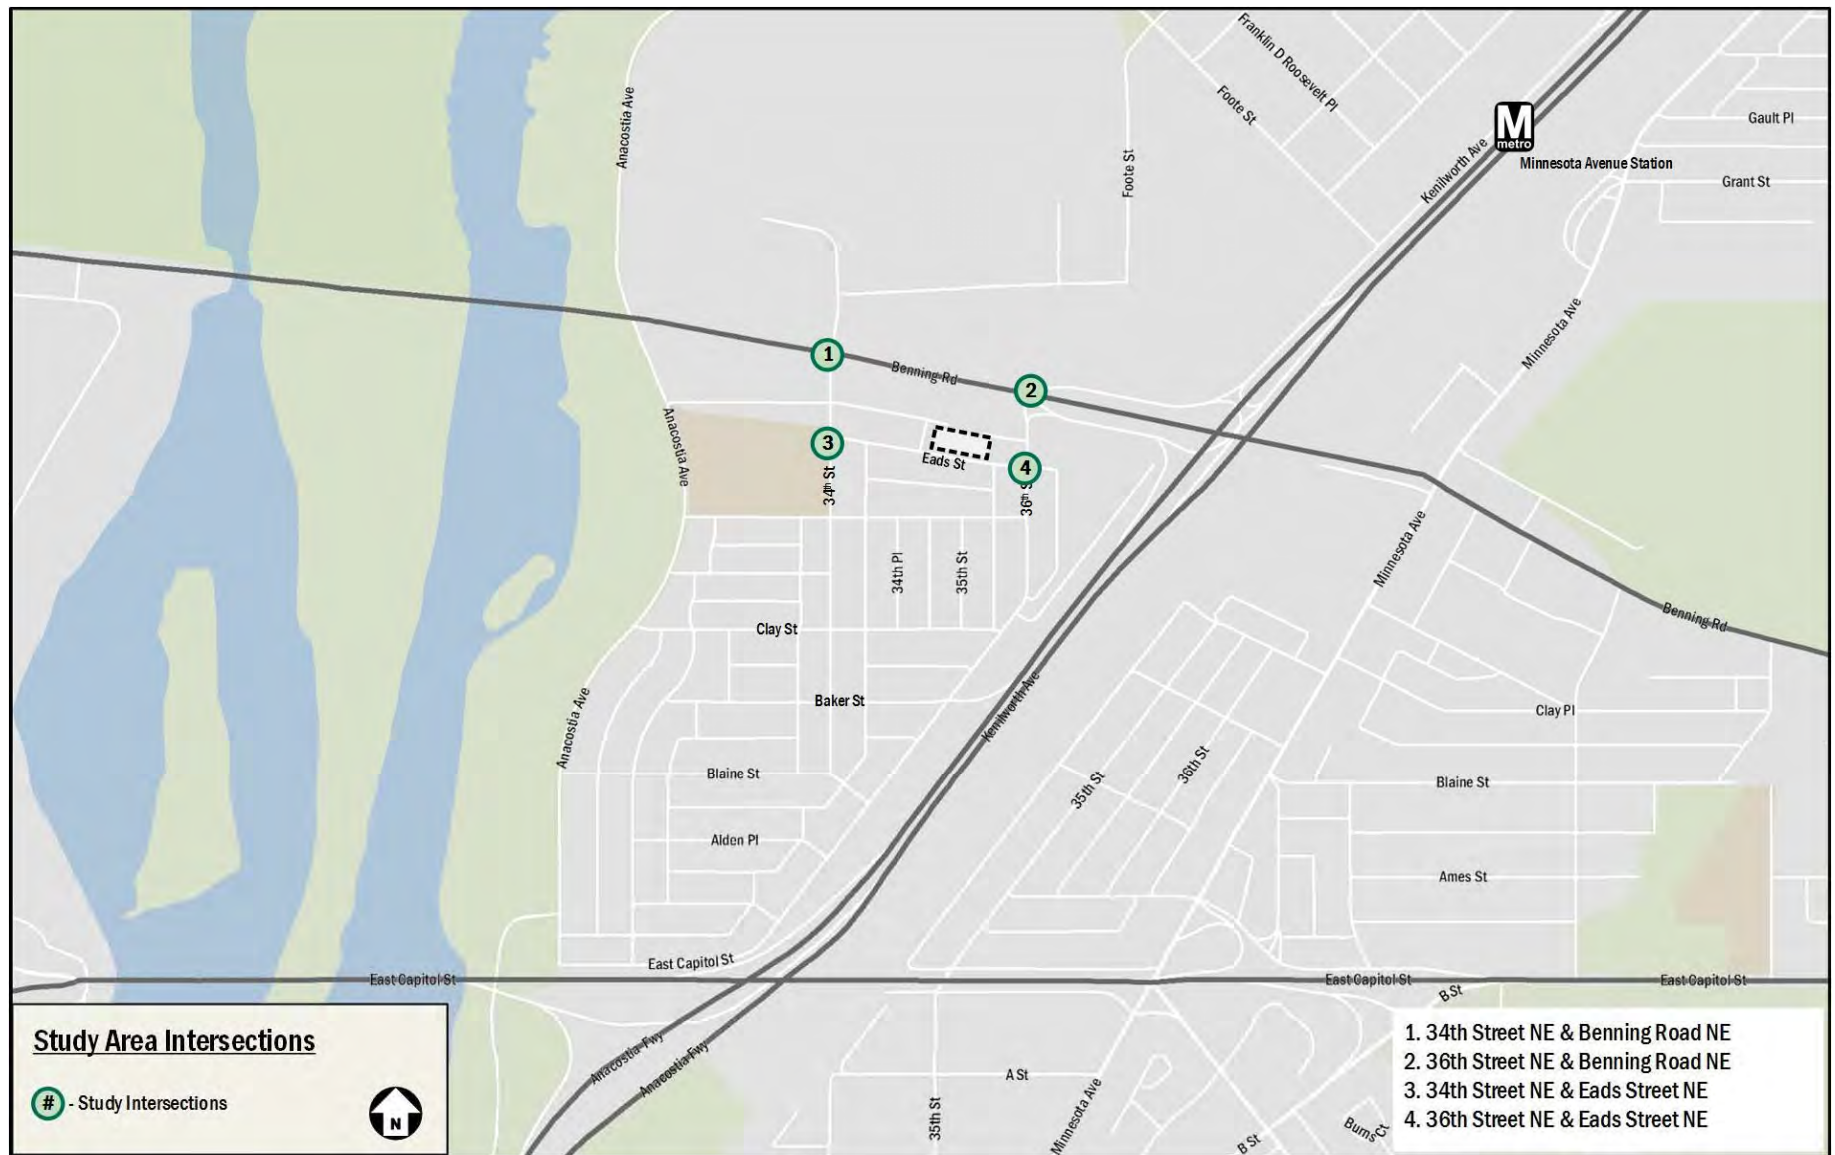 Franklin D Roosevelt Pl
Foote St
Anacostia Ave
Foote St
M
metro
Kenilworth Ave
Minnesota Avenue Station
Gault Pl
Grant St
Minnesota Ave
1
Benning Rd
2
Anacostia Ave
3
Eads St
4
34th St
36th S
Minnesota Ave
34th Pl
35th St
Clay St
Benning Rd
Baker St
Kenilworth Ave
Anacostia Ave
Clay Pl
Blaine St
35th St
36th St
Blaine St
Alden Pl
Ames St
East Capitol St
East Capitol St
East Capitol St
East Capitol St
B St
Anacostia Fwy
Anacostia Fwy
A St
35th St
Minnesota Ave
B St
Burns Ct
Study Area Intersections
# - Study Intersections
N
1. 34th Street NE & Benning Road NE
2. 36th Street NE & Benning Road NE
3. 34th Street NE & Eads Street NE
4. 36th Street NE & Eads Street NE